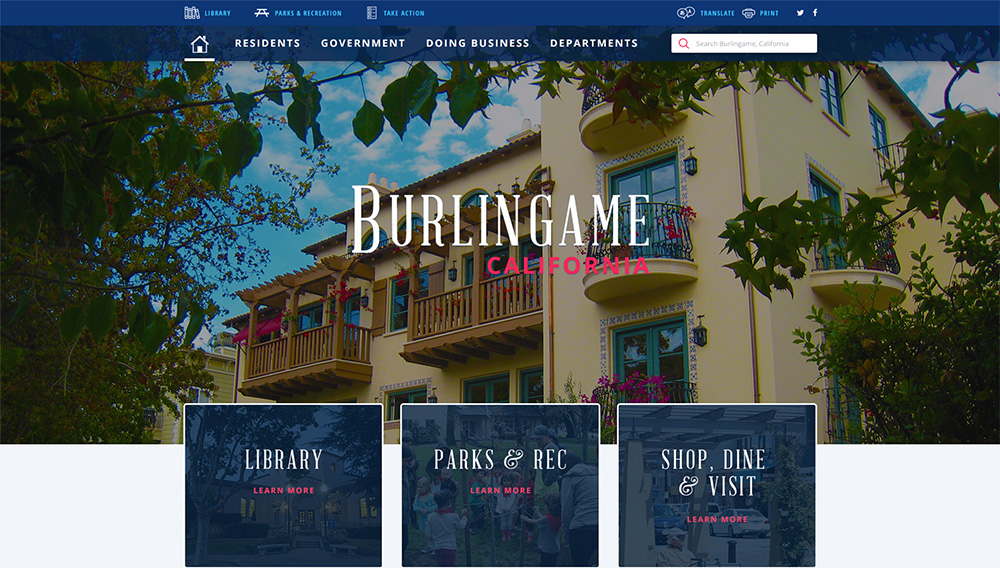 LIBRARY
PARKS & RECREATION
TAKE ACTION
TRANSLATE
PRINT
RESIDENTS
GOVERNMENT
DOING BUSINESS
DEPARTMENTS
Search Burlingame, California
BURLINGAME
CALIFORNIA
LIBRARY
LEARN MORE
PARKS & REC
LEARN MORE
SHOP, DINE
& VISIT
LEARN MORE